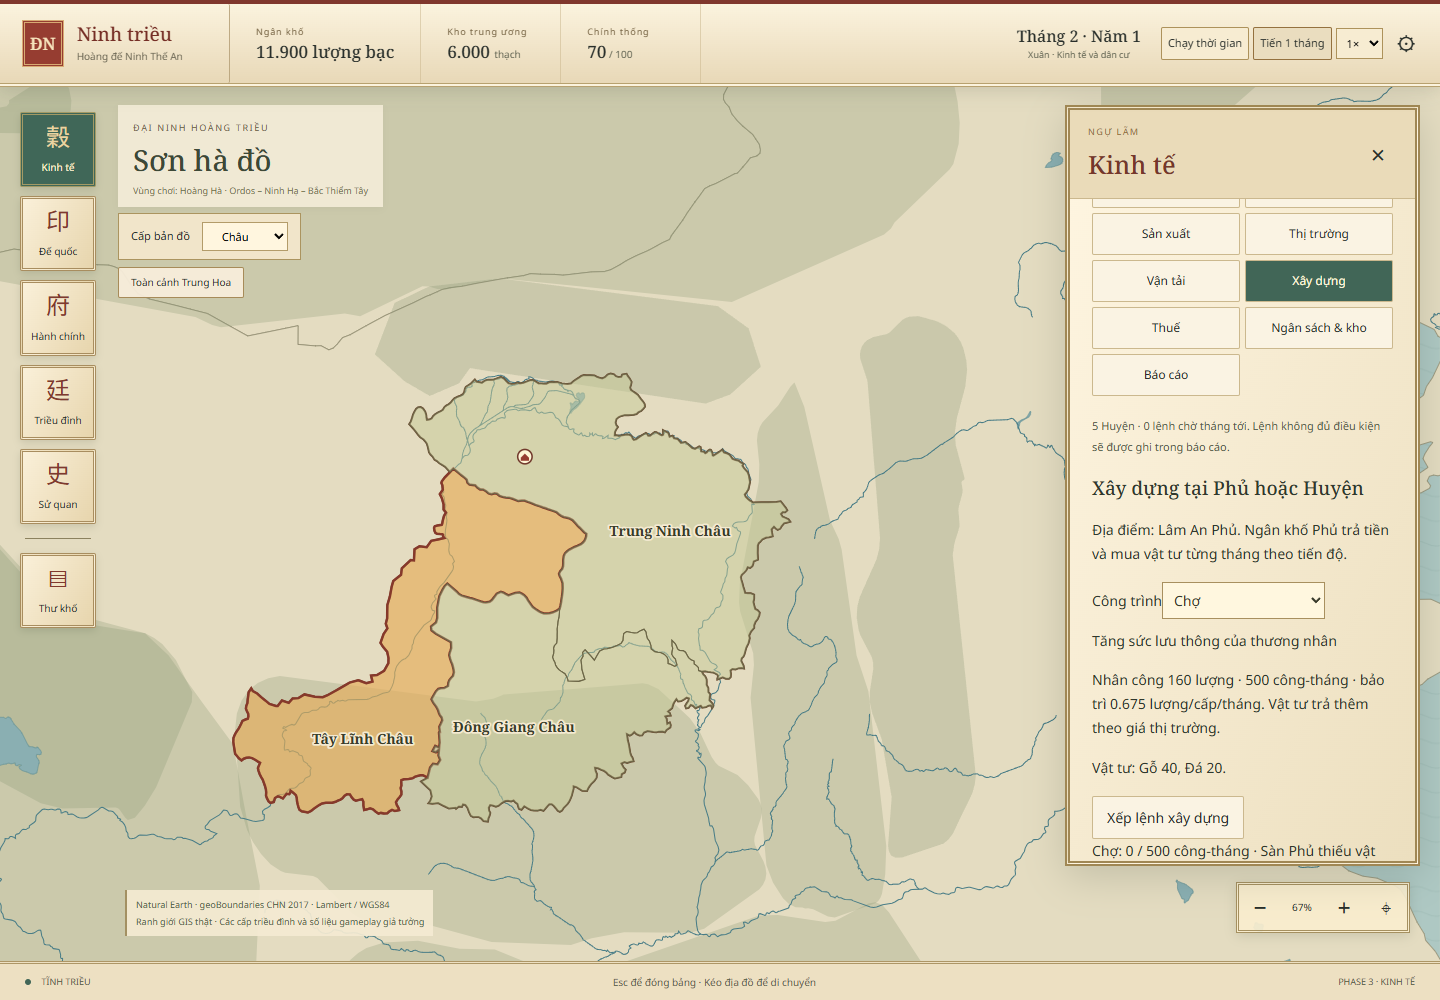 ĐN
Ninh triều
Hoàng đế Ninh Thế An
Ngân khố
11.900 lượng bạc
Kho trung ương
6.000 thạch
Chính thống
70 / 100
Tháng 2 · Năm 1
Xuân · Kinh tế và dân cư
Chạy thời gian
Tiến 1 tháng
1×
穀
Kinh tế
印
Đế quốc
府
Hành chính
廷
Triều đình
史
Sử quan
▤
Thư khố
ĐẠI NINH HOÀNG TRIỀU
Sơn hà đồ
Vùng chơi: Hoàng Hà · Ordos – Ninh Hạ – Bắc Thiểm Tây
Cấp bản đồ
Châu
Toàn cảnh Trung Hoa
Trung Ninh Châu
Tây Lĩnh Châu
Đông Giang Châu
NGỰ LÃM
Kinh tế
×
Sản xuất
Thị trường
Vận tải
Xây dựng
Thuế
Ngân sách & kho
Báo cáo
5 Huyện · 0 lệnh chờ tháng tới. Lệnh không đủ điều kiện
sẽ được ghi trong báo cáo.
Xây dựng tại Phủ hoặc Huyện
Địa điểm: Lâm An Phủ. Ngân khố Phủ trả tiền
và mua vật tư từng tháng theo tiến độ.
Công trình
Chợ
Tăng sức lưu thông của thương nhân
Nhân công 160 lượng · 500 công-tháng · bảo
trì 0.675 lượng/cấp/tháng. Vật tư trả thêm
theo giá thị trường.
Vật tư: Gỗ 40, Đá 20.
Xếp lệnh xây dựng
Chợ: 0 / 500 công-tháng · Sàn Phủ thiếu vật
Natural Earth · geoBoundaries CHN 2017 · Lambert / WGS84
Ranh giới GIS thật · Các cấp triều đình và số liệu gameplay giả tưởng
− 67% +
TĨNH TRIỀU
Esc để đóng bảng · Kéo địa đồ để di chuyển
PHASE 3 · KINH TẾ